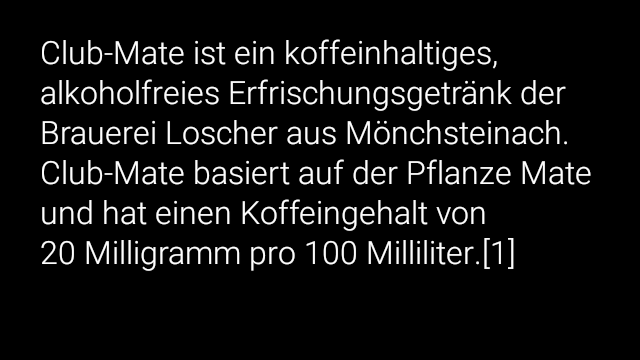 Club-Mate ist ein koffeinhaltiges,
alkoholfreies Erfrischungsgetränk der
Brauerei Loscher aus Mönchsteinach.
Club-Mate basiert auf der Pflanze Mate
und hat einen Koffeingehalt von
20 Milligramm pro 100 Milliliter.[1]